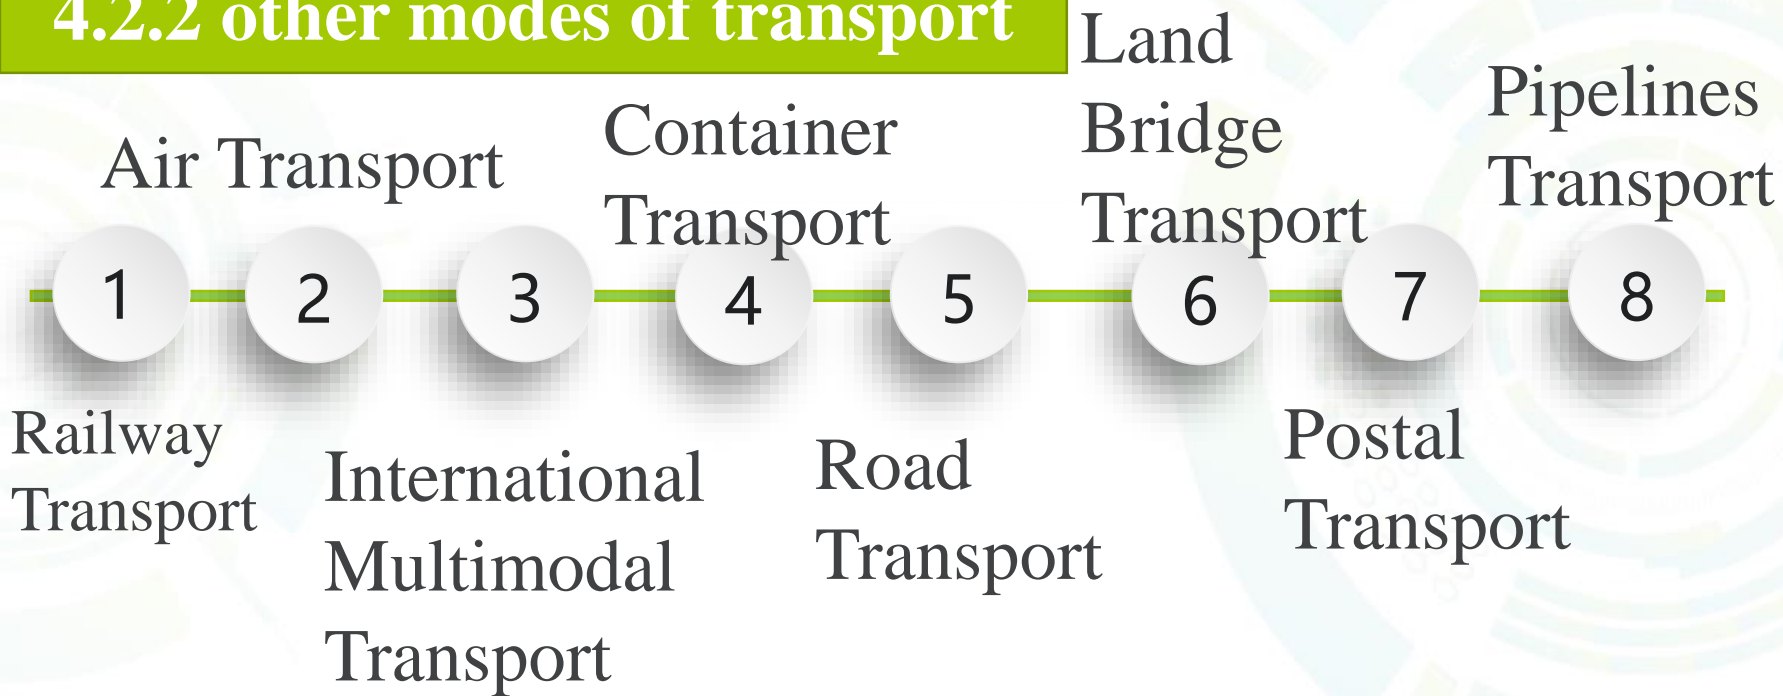 4.2.2 other modes of transport
Air Transport
Container
Transport
Land
Bridge
Transport
Pipelines
Transport
1
2
3
4
5
6
7
8
Railway
Transport
International
Multimodal
Transport
Road
Transport
Postal
Transport